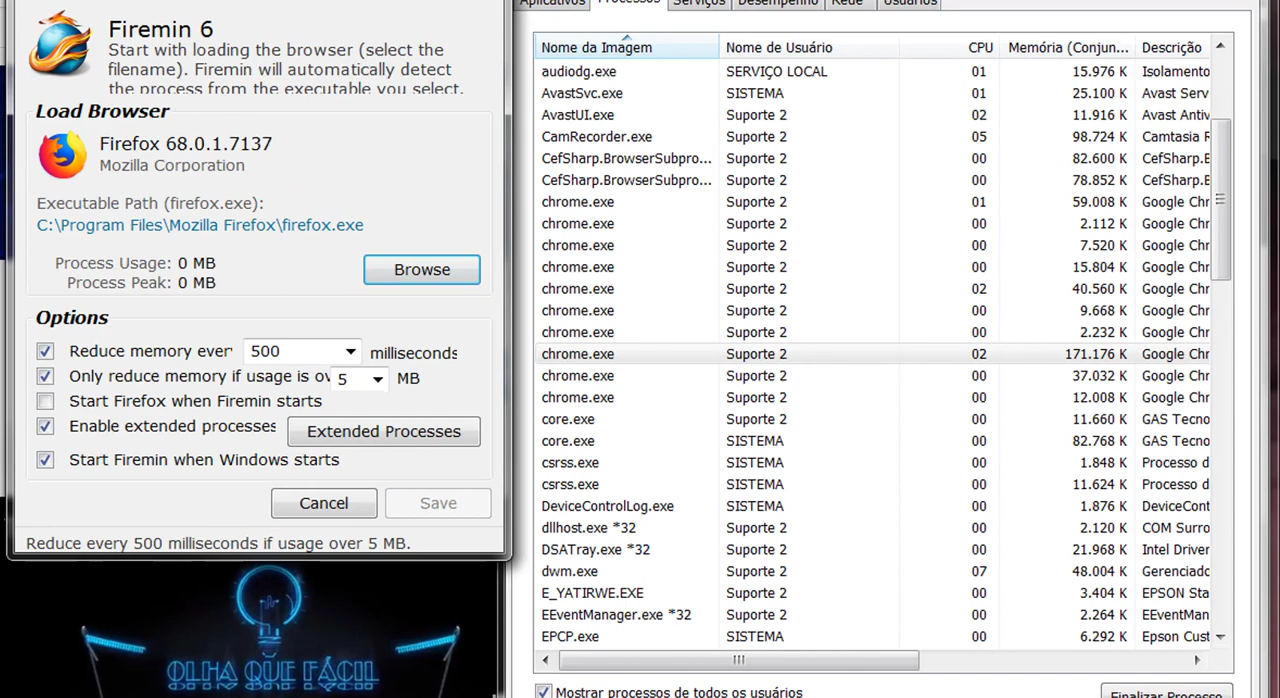 Firemin 6
Start with loading the browser (select the
filename). Firemin will automatically detect
the process from the executable you select.
Load Browser
Firefox 68.0.1.7137
Mozilla Corporation
Executable Path (firefox.exe):
C:\Program Files\Mozilla Firefox\firefox.exe
Process Usage: 0 MB
Process Peak: 0 MB
Browse
Options
Reduce memory every 500 milliseconds
Only reduce memory if usage is ov 5 MB
Start Firefox when Firemin starts
Enable extended processes Extended Processes
Start Firemin when Windows starts
Cancel Save
Reduce every 500 milliseconds if usage over 5 MB.
OLHA QUE FÁCIL
Aplicativos Processos Serviços Desempenho Rede Usuários
Nome da Imagem Nome de Usuário CPU Memória (Conjun... Descrição
audiodg.exe SERVIÇO LOCAL 01 15.976 K Isolamento
AvastSvc.exe SISTEMA 01 25.100 K Avast Serv
AvastUI.exe Suporte 2 02 11.916 K Avast Antiv
CamRecorder.exe Suporte 2 05 98.724 K Camtasia R
CefSharp.BrowserSubpro... Suporte 2 00 82.600 K CefSharp.B
CefSharp.BrowserSubpro... Suporte 2 00 78.852 K CefSharp.B
chrome.exe Suporte 2 01 59.008 K Google Chr
chrome.exe Suporte 2 00 2.112 K Google Chr
chrome.exe Suporte 2 00 7.520 K Google Chr
chrome.exe Suporte 2 00 15.804 K Google Chr
chrome.exe Suporte 2 02 40.560 K Google Chr
chrome.exe Suporte 2 00 9.668 K Google Chr
chrome.exe Suporte 2 00 2.232 K Google Chr
chrome.exe Suporte 2 02 171.176 K Google Chr
chrome.exe Suporte 2 00 37.032 K Google Chr
chrome.exe Suporte 2 00 12.008 K Google Chr
core.exe Suporte 2 00 11.660 K GAS Tecno
core.exe SISTEMA 00 82.768 K GAS Tecno
csrss.exe SISTEMA 00 1.848 K Processo d
csrss.exe SISTEMA 00 11.624 K Processo d
DeviceControlLog.exe SISTEMA 00 1.876 K DeviceCont
dllhost.exe *32 Suporte 2 00 2.120 K COM Surro
DSATray.exe *32 Suporte 2 00 21.968 K Intel Driver
dwm.exe Suporte 2 07 48.004 K Gerenciado
E_YATIRWE.EXE Suporte 2 00 3.404 K EPSON Sta
EEventManager.exe *32 Suporte 2 00 2.264 K EEventMan
EPCP.exe SISTEMA 00 6.292 K Epson Cust
Mostrar processos de todos os usuários
Finalizar Processo